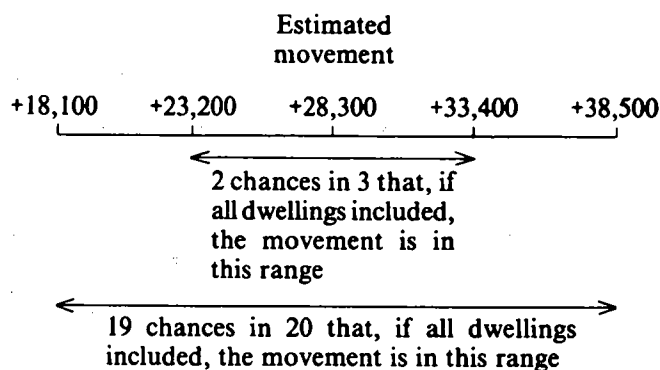 Estimated
movement
+18,100 +23,200 +28,300 +33,400 +38,500
2 chances in 3 that, if
all dwellings included,
the movement is in
this range
19 chances in 20 that, if all dwellings
included, the movement is in this range